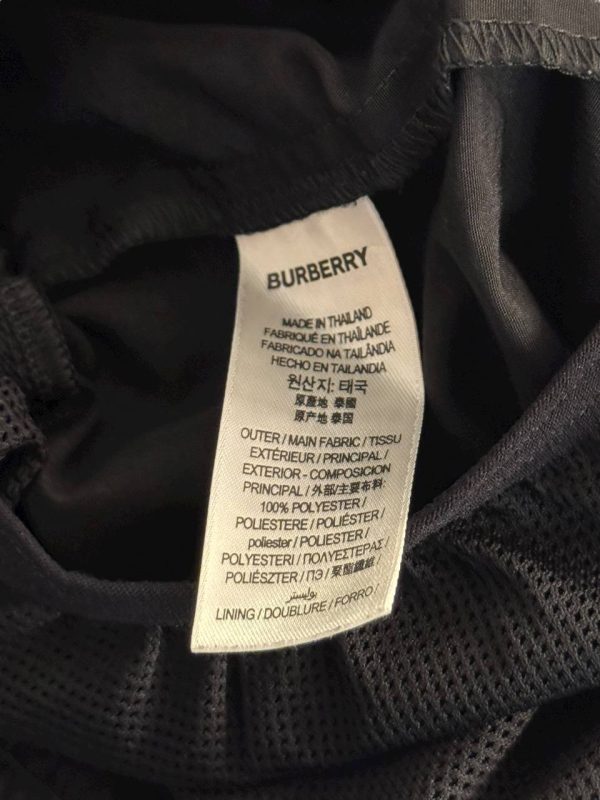 BURBERRY
MADE IN THAILAND
FABRIQUÉ EN THAÏLANDE
FABRICADO NA TAILÂNDIA
HECHO EN TAILANDIA
원산지: 태국
原產地 泰國
原产地 泰国
OUTER / MAIN FABRIC / TISSU
EXTÉRIEUR / PRINCIPAL /
EXTERIOR - COMPOSICION
PRINCIPAL / 外部/主要布料:
100% POLYESTER /
POLIESTERE / POLIÉSTER /
poliester / POLIESTER /
POLYESTERI / ΠΟΛΥΕΣΤΕΡΑΣ /
POLIÉSZTER / ПЭ / 聚酯纖維 /
بوليستر
LINING / DOUBLURE / FORRO /